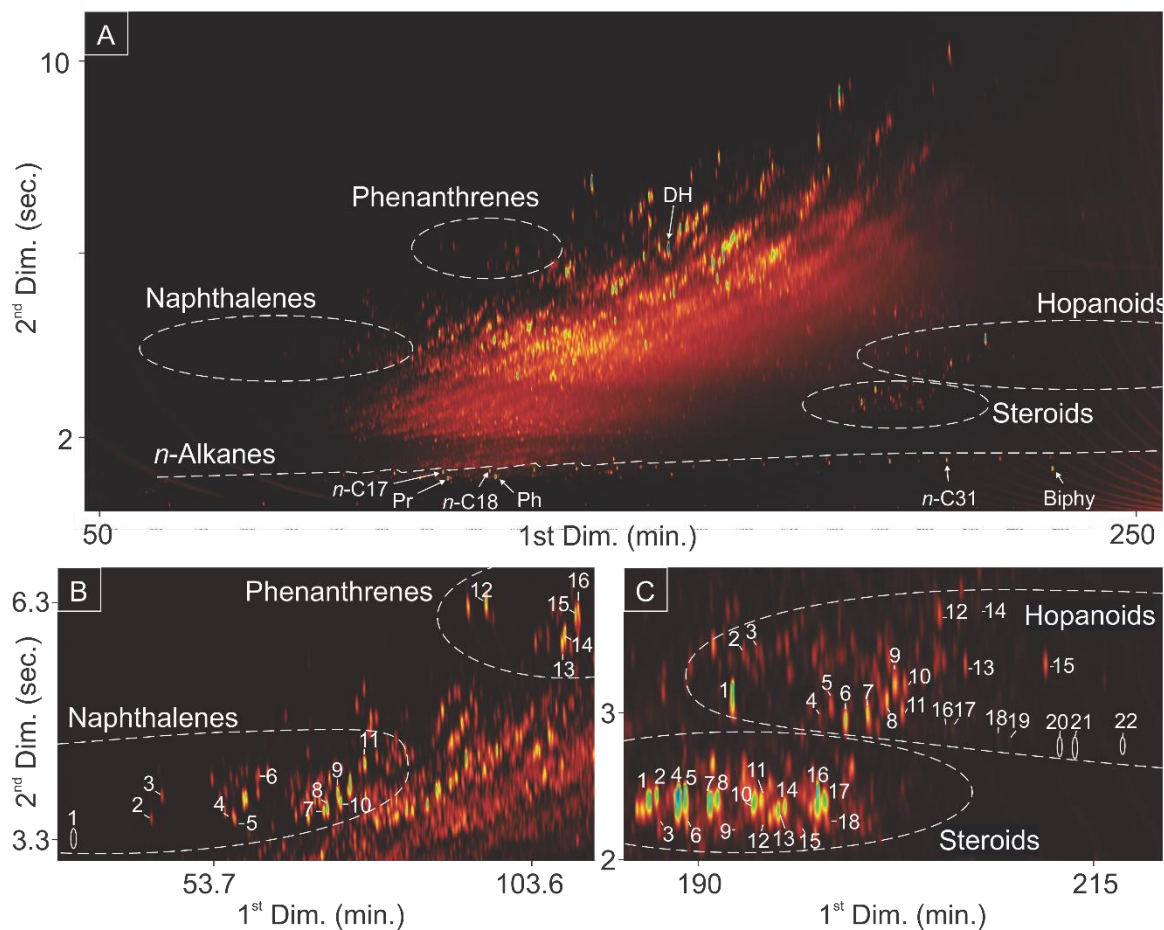 A
10
2nd Dim. (sec.)
Phenanthrenes
DH
Naphthalenes
Hopanoids
Steroids
2
n-Alkanes
n-C17
Pr
n-C18
Ph
n-C31
Biphy
50
1st Dim. (min.)
250
B
6.3
2nd Dim. (sec.)
3.3
Phenanthrenes
12
16
15
14
13
Naphthalenes
11
3
6
9
2
4
8
1
5
7
10
53.7
103.6
1st Dim. (min.)
C
3
2
12
14
Hopanoids
2
3
13
15
9
1
5
6
7
10
4
8
11
16
17
18
19
20
21
22
1
2
4
5
7
8
11
14
16
17
10
3
6
9
12
13
15
18
Steroids
190
215
1st Dim. (min.)